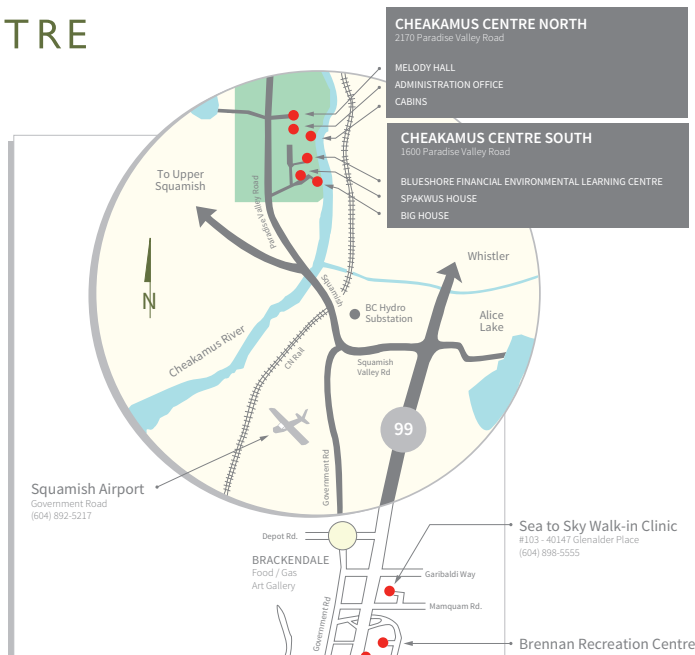 TRE
CHEAKAMUS CENTRE NORTH
2170 Paradise Valley Road
MELODY HALL
ADMINISTRATION OFFICE
CABINS
CHEAKAMUS CENTRE SOUTH
1600 Paradise Valley Road
BLUESHORE FINANCIAL ENVIRONMENTAL LEARNING CENTRE
SPAKWUS HOUSE
BIG HOUSE
To Upper
Squamish
Paradise Valley Road
N
Whistler
Squamish
BC Hydro
Substation
Alice
Lake
Cheakamus River
CN Rail
Squamish
Valley Rd
99
Government Rd
Squamish Airport
Government Road
(604) 892-5217
Depot Rd.
BRACKENDALE
Food / Gas
Art Gallery
Sea to Sky Walk-in Clinic
#103 - 40147 Glenalder Place
(604) 898-5555
Garibaldi Way
Mamquam Rd.
Government Rd
Brennan Recreation Centre